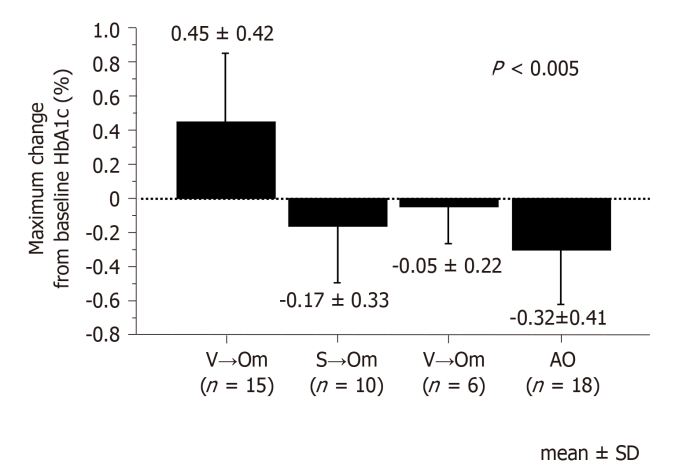 Maximum change
from baseline HbA1c (%)
1.0
0.8
0.6
0.4
0.2
0
-0.2
-0.4
-0.6
-0.8
0.45 ± 0.42
P < 0.005
-0.17 ± 0.33
-0.05 ± 0.22
-0.32±0.41
V→Om
(n = 15)
S→Om
(n = 10)
V→Om
(n = 6)
AO
(n = 18)
mean ± SD